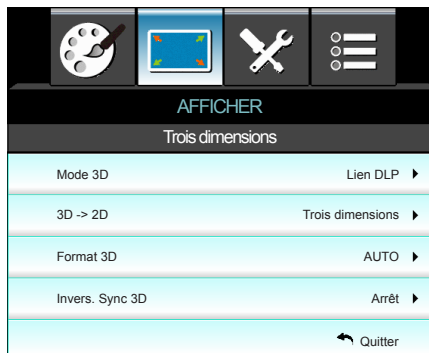 AFFICHER
Trois dimensions
Mode 3D Lien DLP
3D -> 2D Trois dimensions
Format 3D AUTO
Invers. Sync 3D Arrêt
Quitter